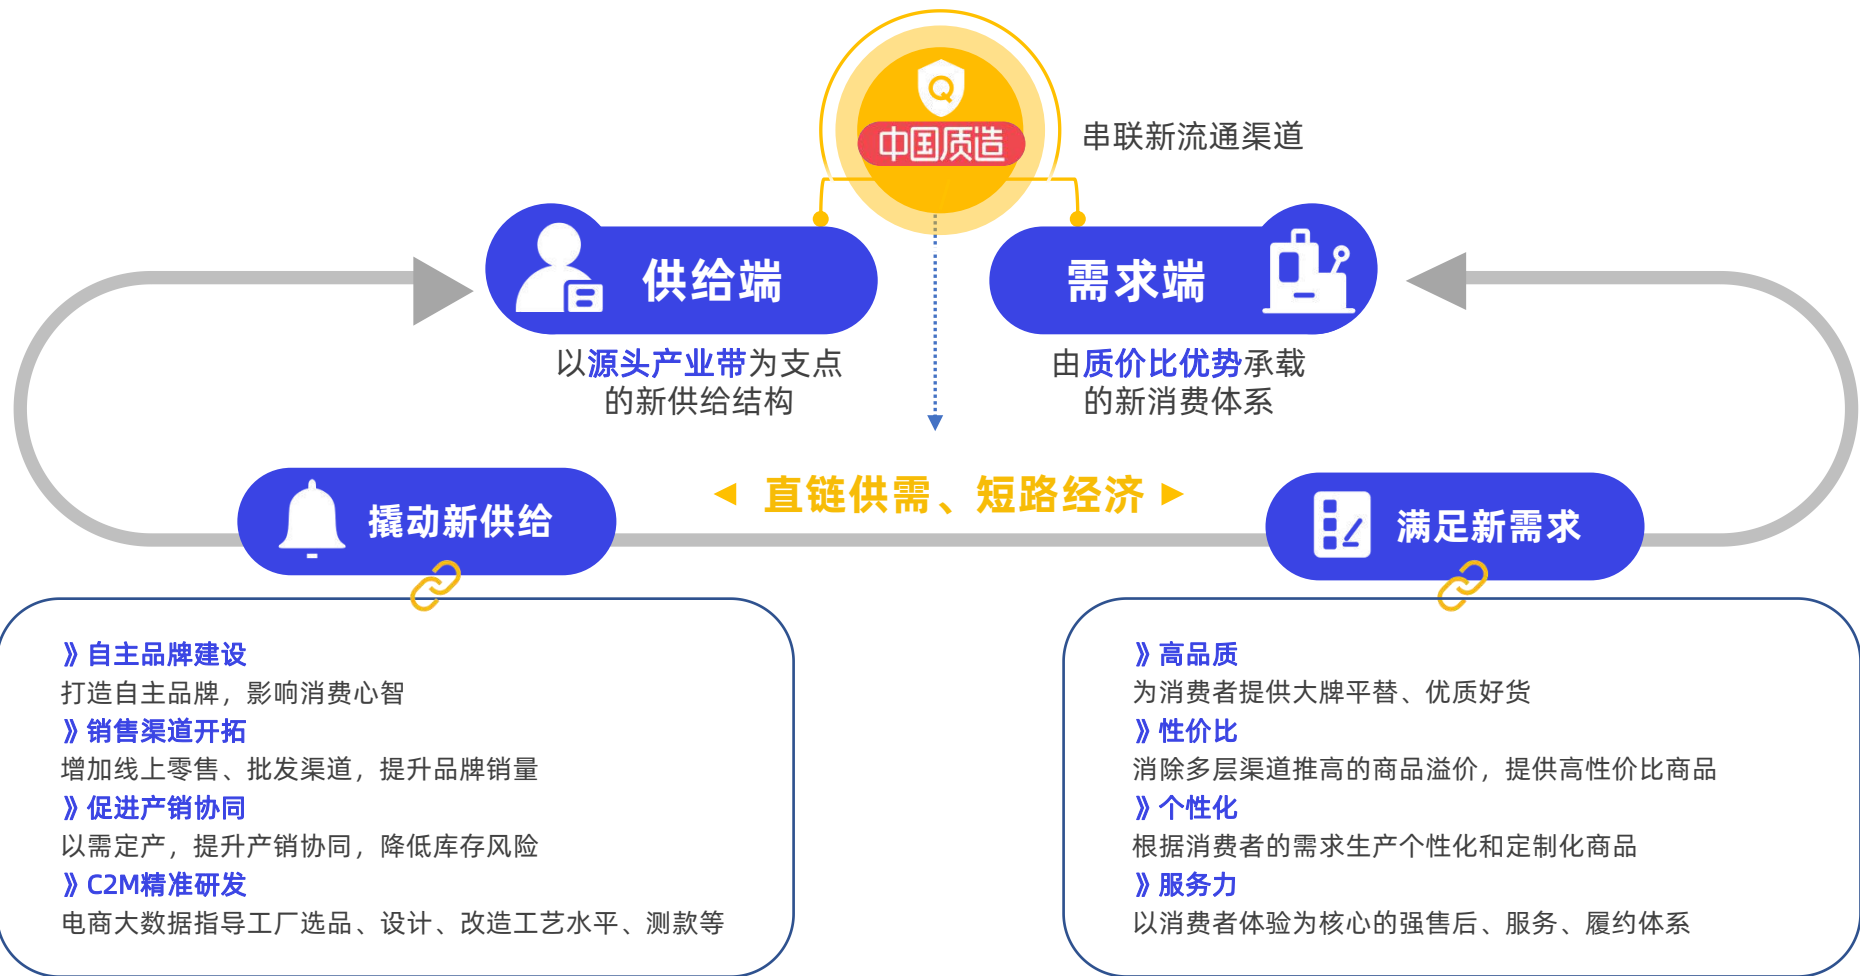 Q
中国质造
串联新流通渠道
供给端
以源头产业带为支点
的新供给结构
需求端
由质价比优势承载
的新消费体系
直链供需、短路经济
撬动新供给
》自主品牌建设
打造自主品牌，影响消费心智
》销售渠道开拓
增加线上零售、批发渠道，提升品牌销量
》促进产销协同
以需定产，提升产销协同，降低库存风险
》C2M精准研发
电商大数据指导工厂选品、设计、改造工艺水平、测款等
满足新需求
》高品质
为消费者提供大牌平替、优质好货
》性价比
消除多层渠道推高的商品溢价，提供高性价比商品
》个性化
根据消费者的需求生产个性化和定制化商品
》服务力
以消费者体验为核心的强售后、服务、履约体系